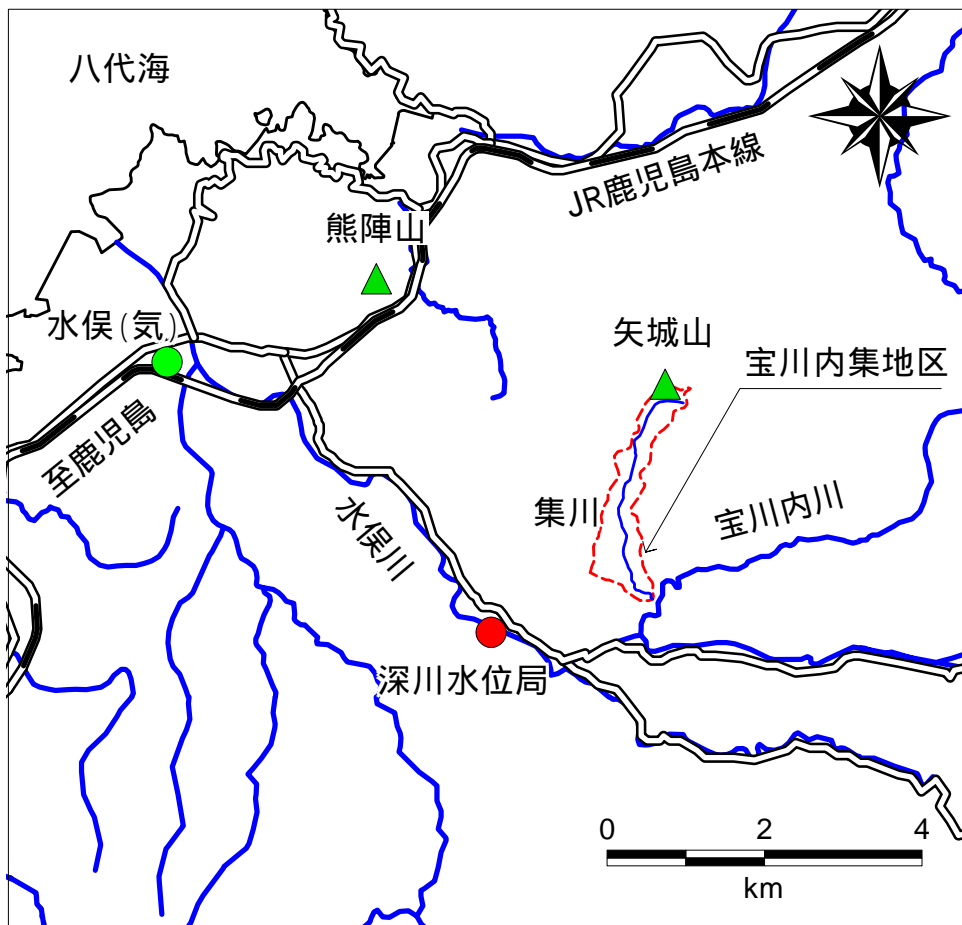 八代海
JR鹿児島本線
熊陣山
水俣(気)
矢城山
宝川内集地区
至鹿児島
集川
宝川内川
水俣川
深川水位局
0 2 4
km